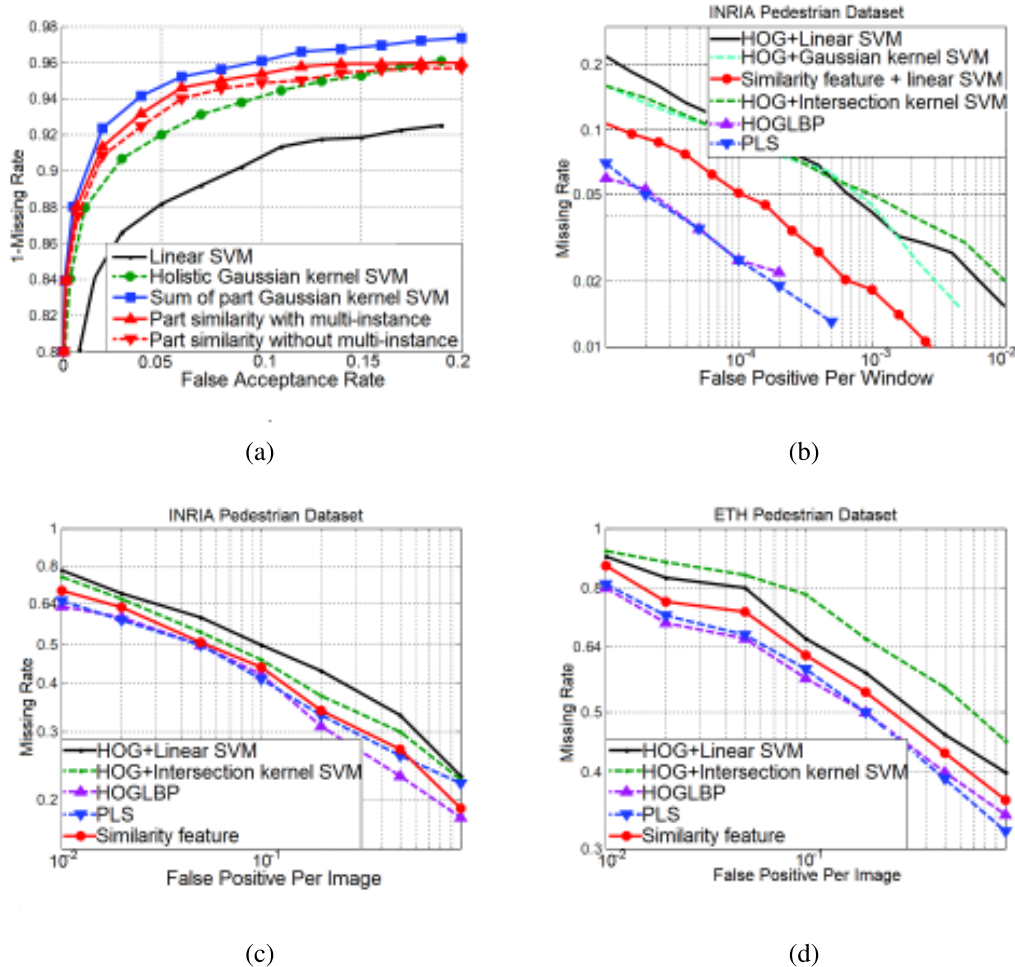 0.98
0.96
0.94
0.92
0.9
0.88
0.86
0.84
0.82
0.8
1-Missing Rate
Linear SVM
Holistic Gaussian kernel SVM
Sum of part Gaussian kernel SVM
Part similarity with multi-instance
Part similarity without multi-instance
0 0.05 0.1 0.15 0.2
False Acceptance Rate
(a)
INRIA Pedestrian Dataset
HOG+Linear SVM
HOG+Gaussian kernel SVM
Similarity feature + linear SVM
HOG+Intersection kernel SVM
HOGLBP
PLS
0.2
0.1
0.05
0.02
0.01
Missing Rate
10-4 10-3 10-2
False Positive Per Window
(b)
INRIA Pedestrian Dataset
1
0.8
0.64
0.5
0.4
0.3
0.2
Missing Rate
HOG+Linear SVM
HOG+Intersection kernel SVM
HOGLBP
PLS
Similarity feature
10-2 10-1
False Positive Per Image
(c)
ETH Pedestrian Dataset
1
0.8
0.64
0.5
0.4
0.3
Missing Rate
HOG+Linear SVM
HOG+Intersection kernel SVM
HOGLBP
PLS
Similarity feature
10-2 10-1
False Positive Per Image
(d)